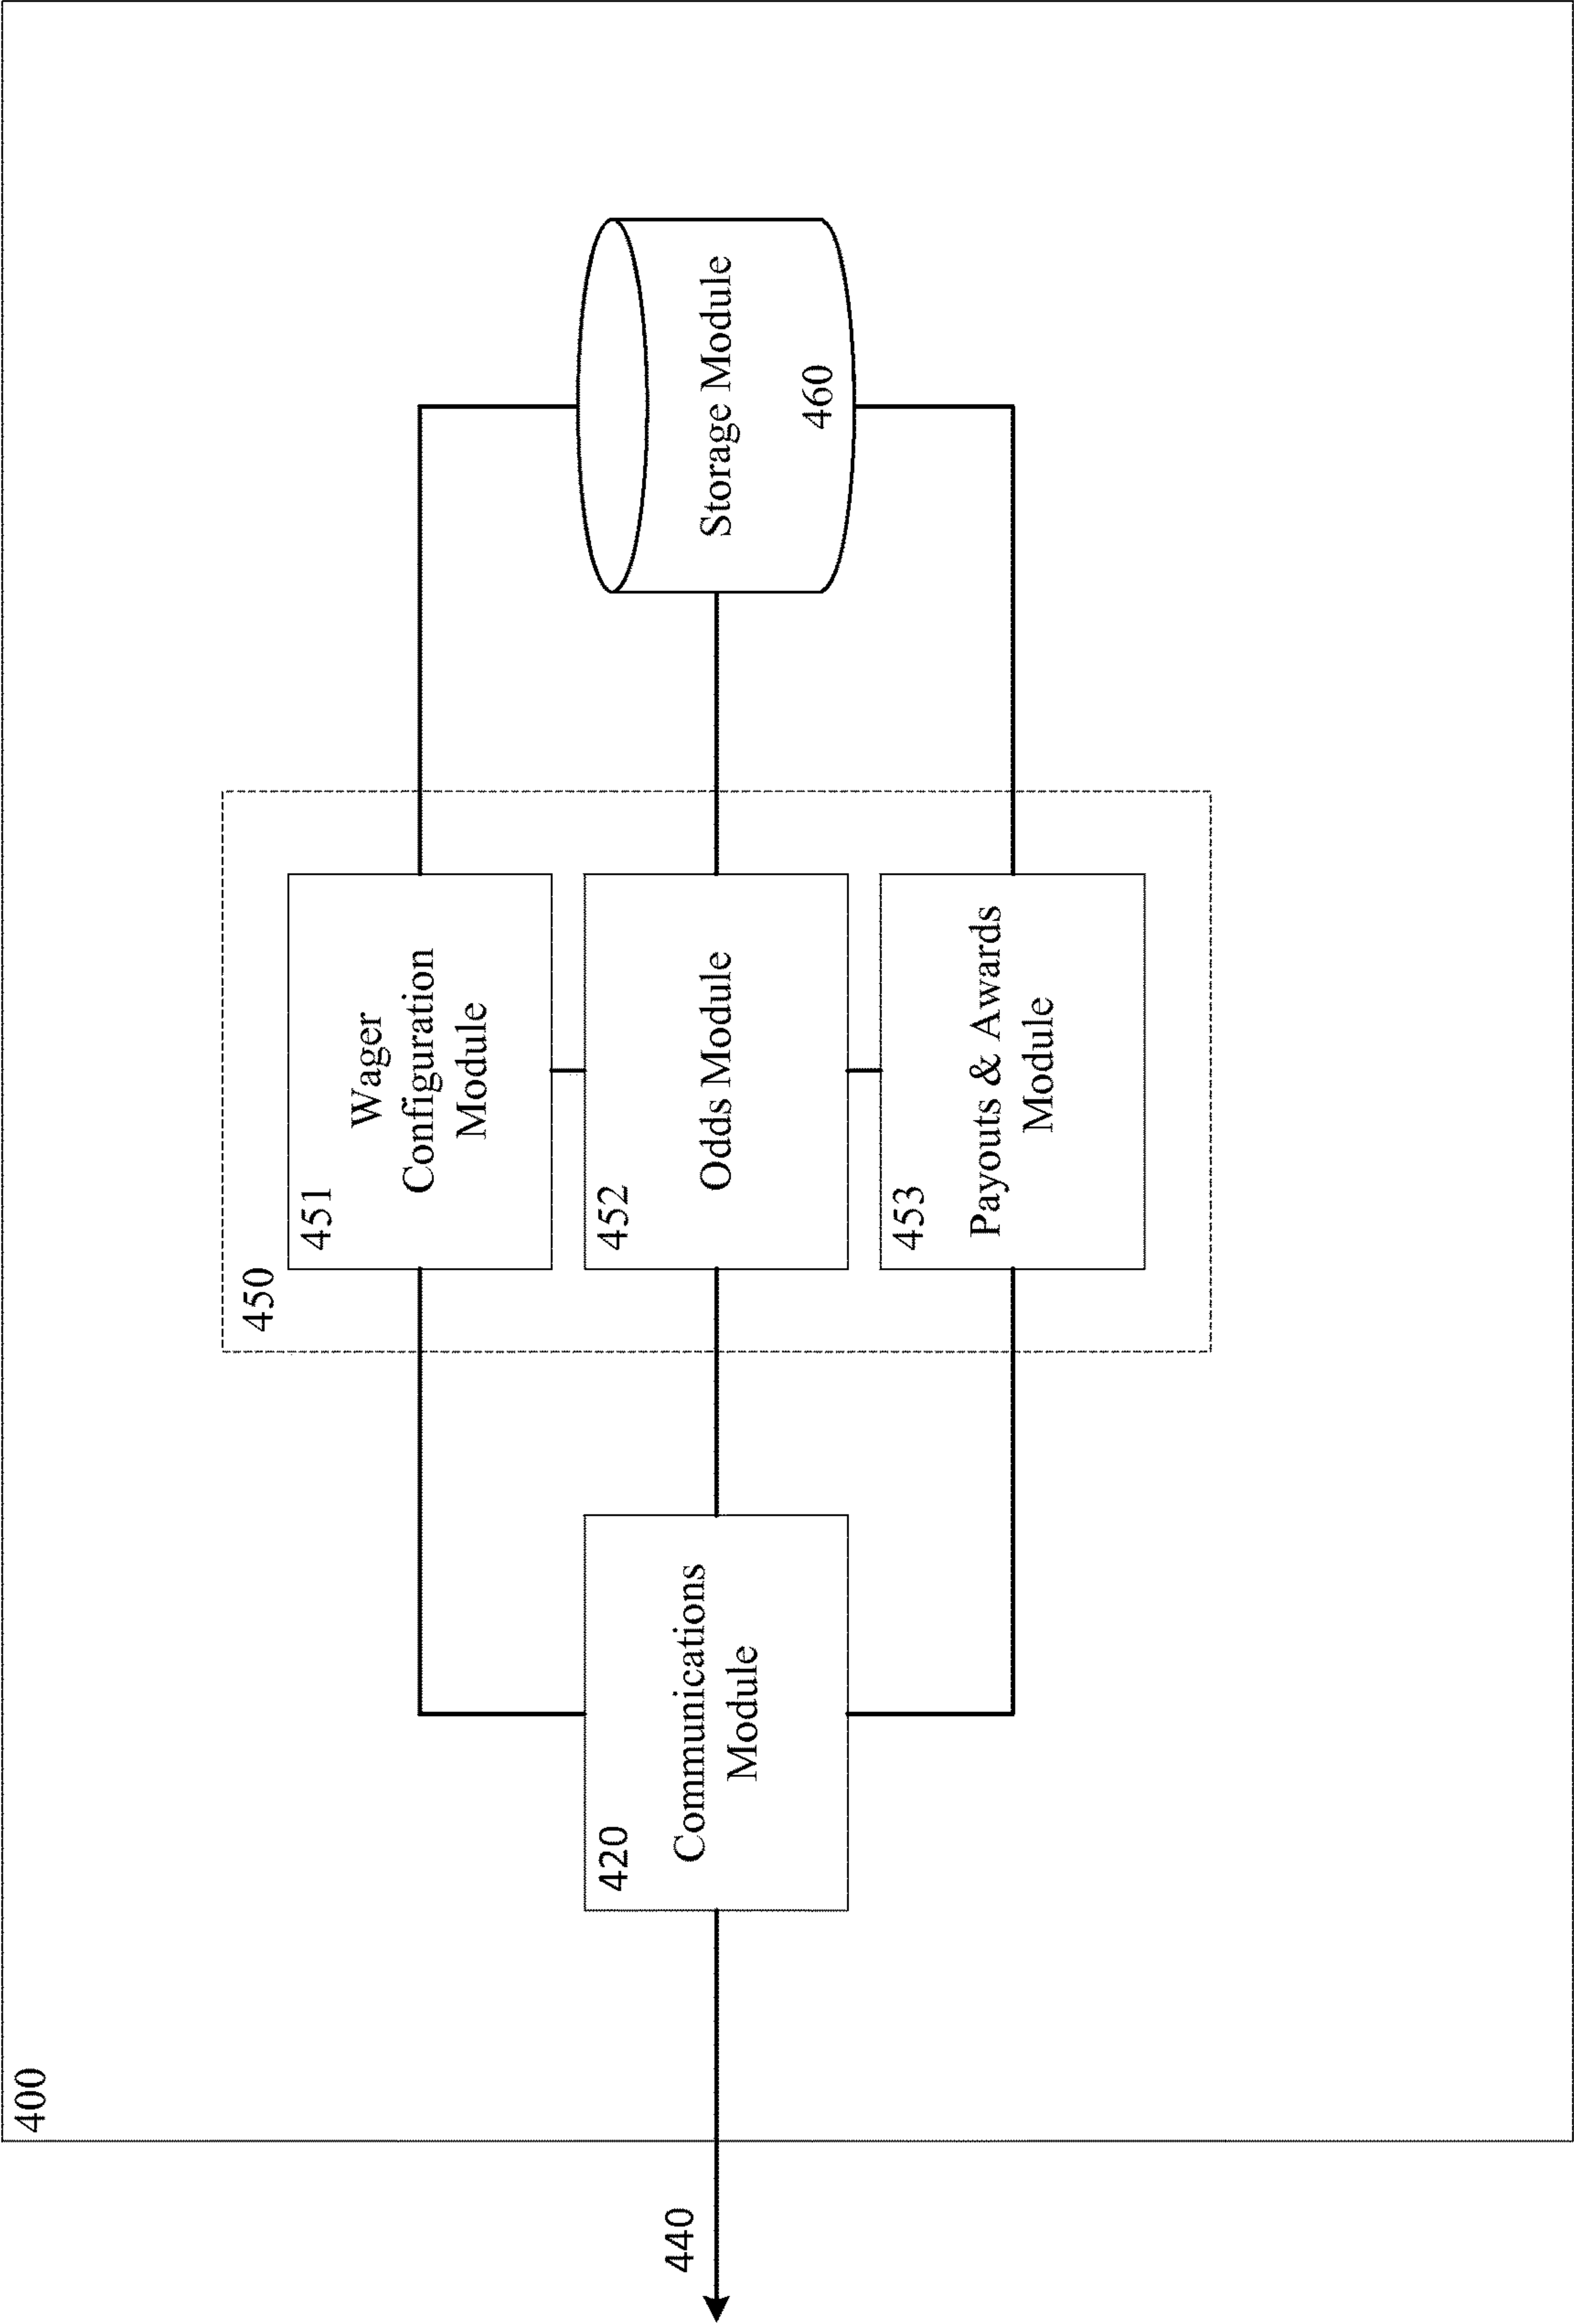 400
450
451
Wager
Configuration
Module
420
Communications
Module
452
Odds Module
Storage Module
460
440
453
Payouts & Awards
Module